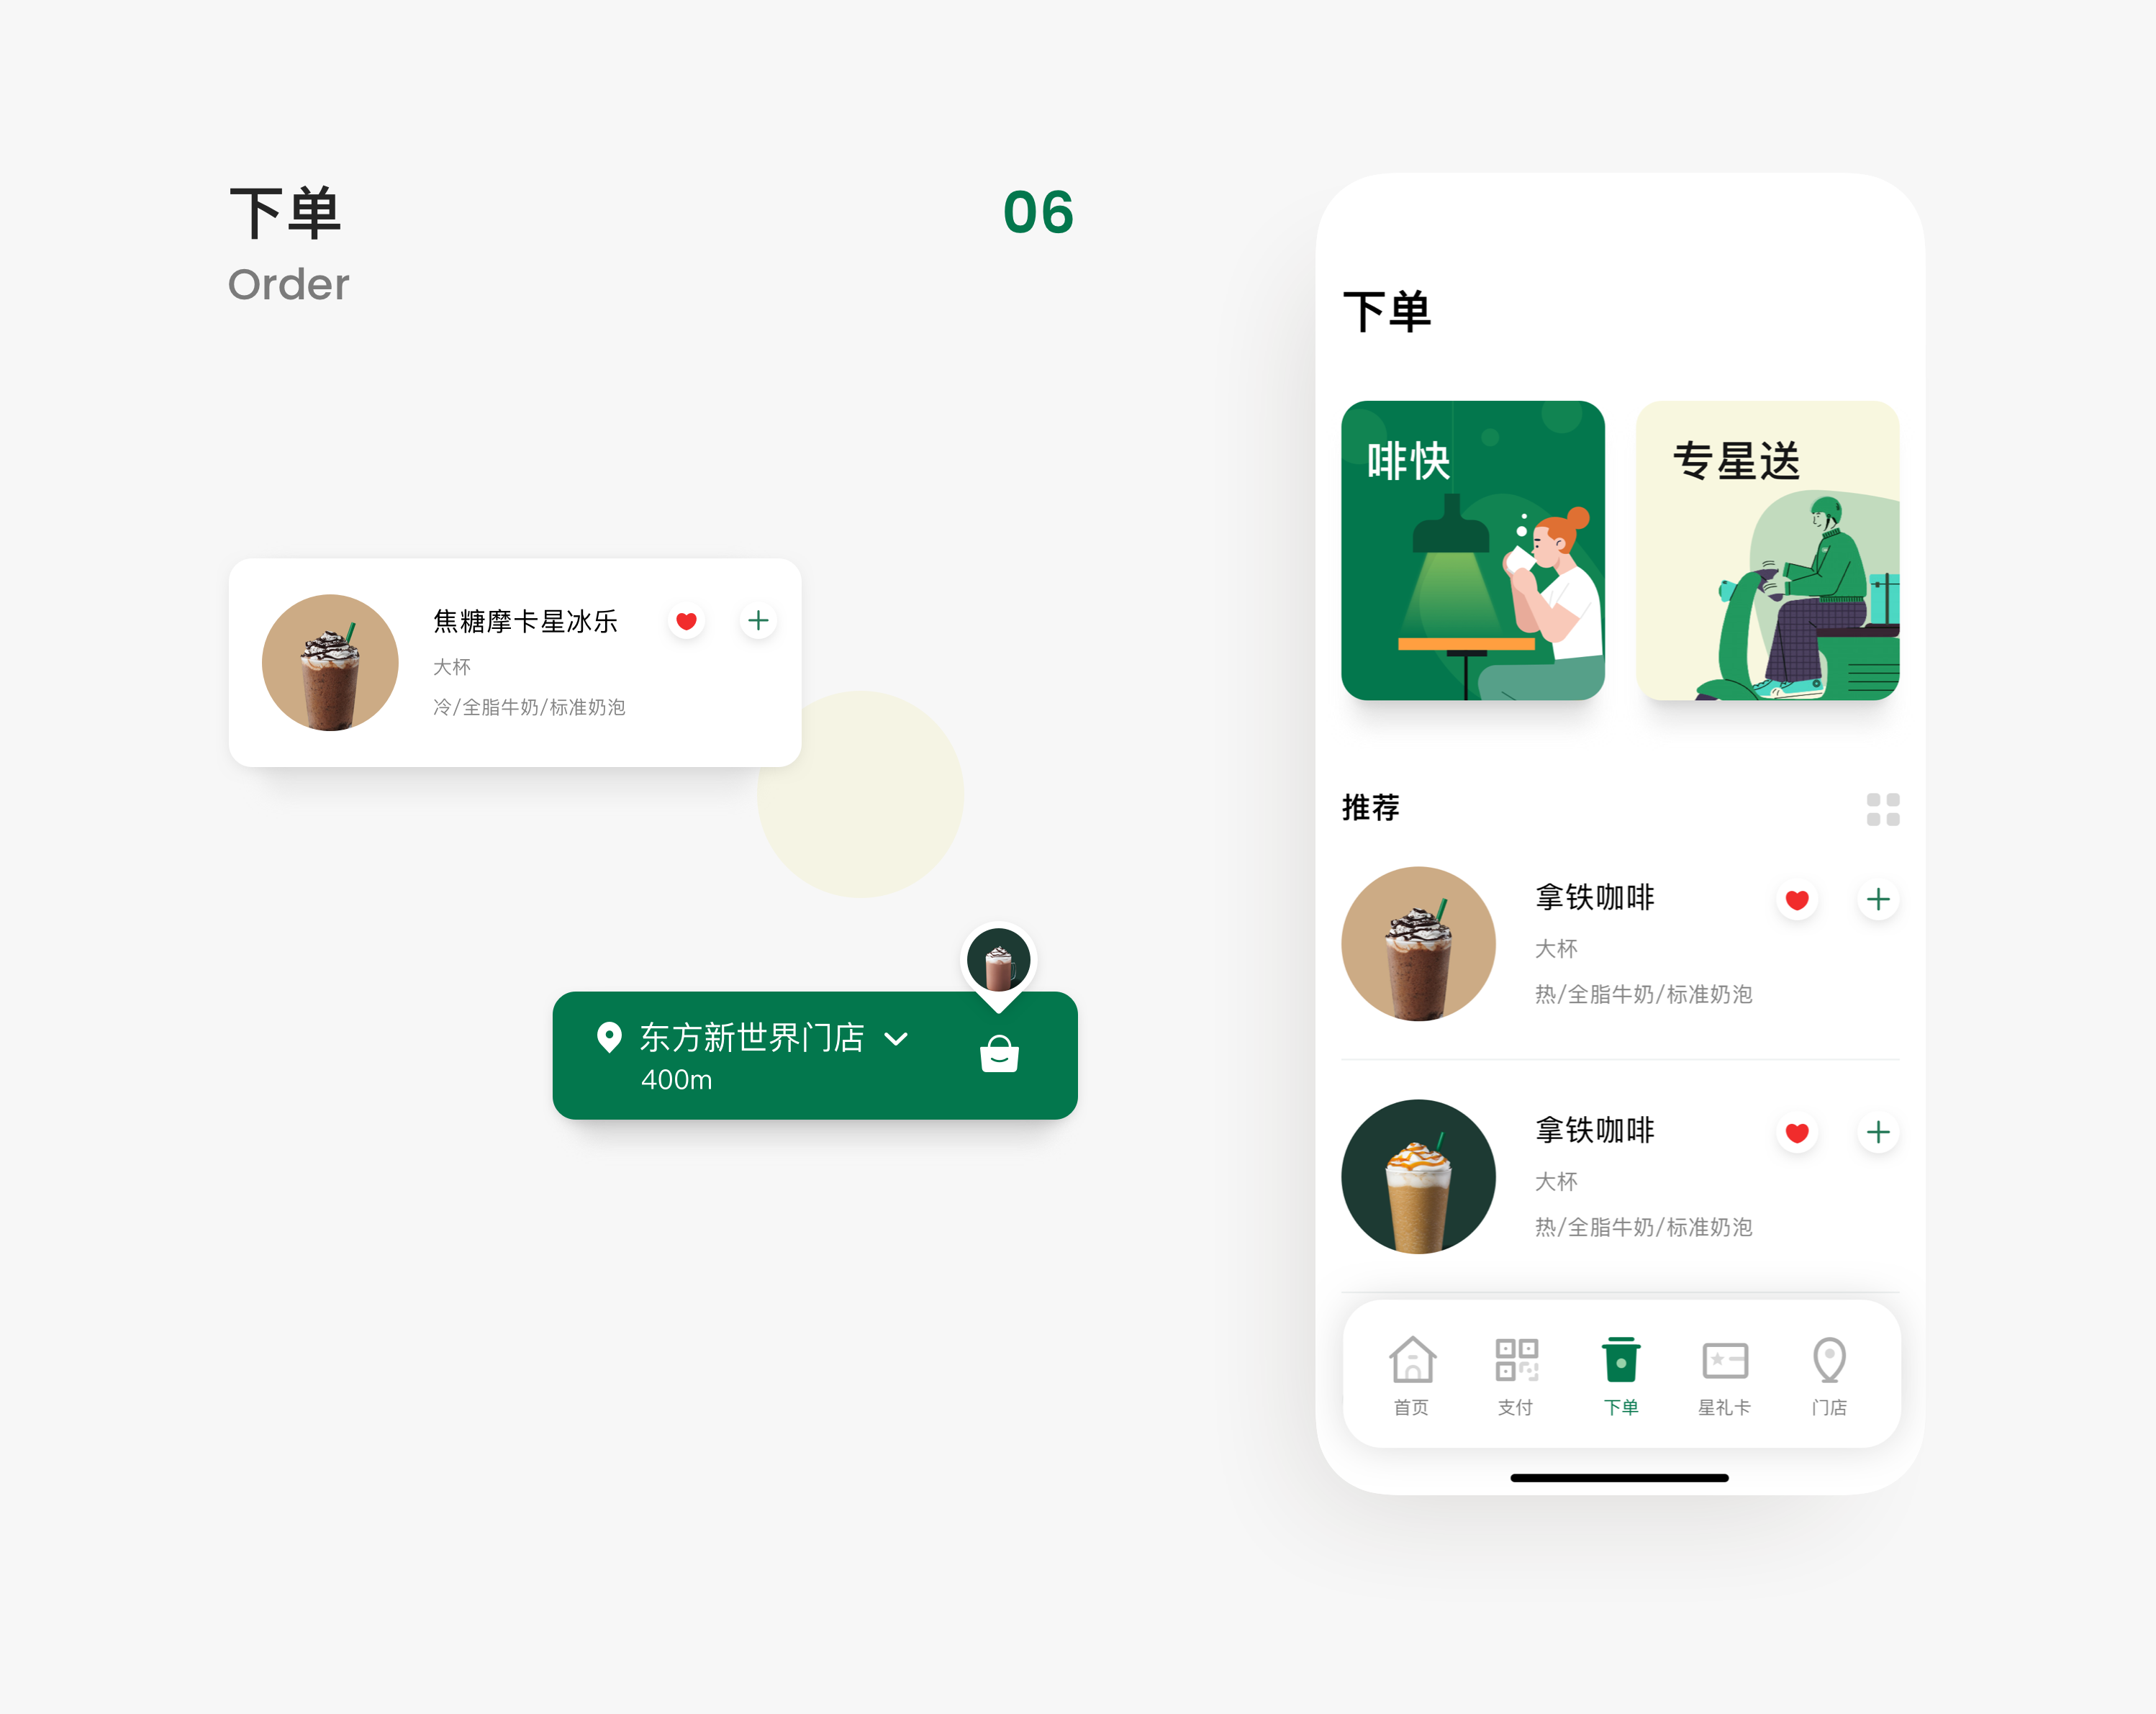 下单
06
Order
焦糖摩卡星冰乐
大杯
冷/全脂牛奶/标准奶泡
东方新世界门店
400m
下单
啡快
专星送
推荐
拿铁咖啡
大杯
热/全脂牛奶/标准奶泡
拿铁咖啡
大杯
热/全脂牛奶/标准奶泡
首页
支付
下单
星礼卡
门店